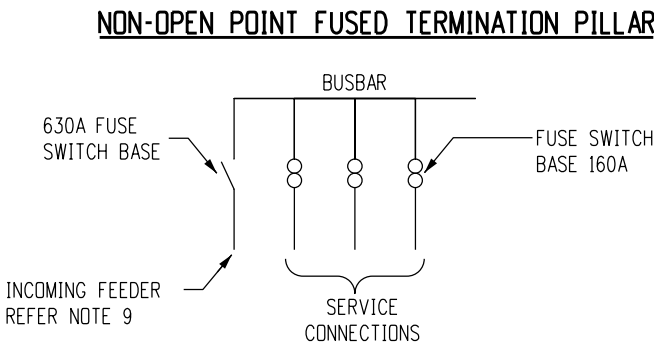 NON-OPEN POINT FUSED TERMINATION PILLAR
BUSBAR
630A FUSE
SWITCH BASE
FUSE SWITCH
BASE 160A
INCOMING FEEDER
REFER NOTE 9
SERVICE
CONNECTIONS